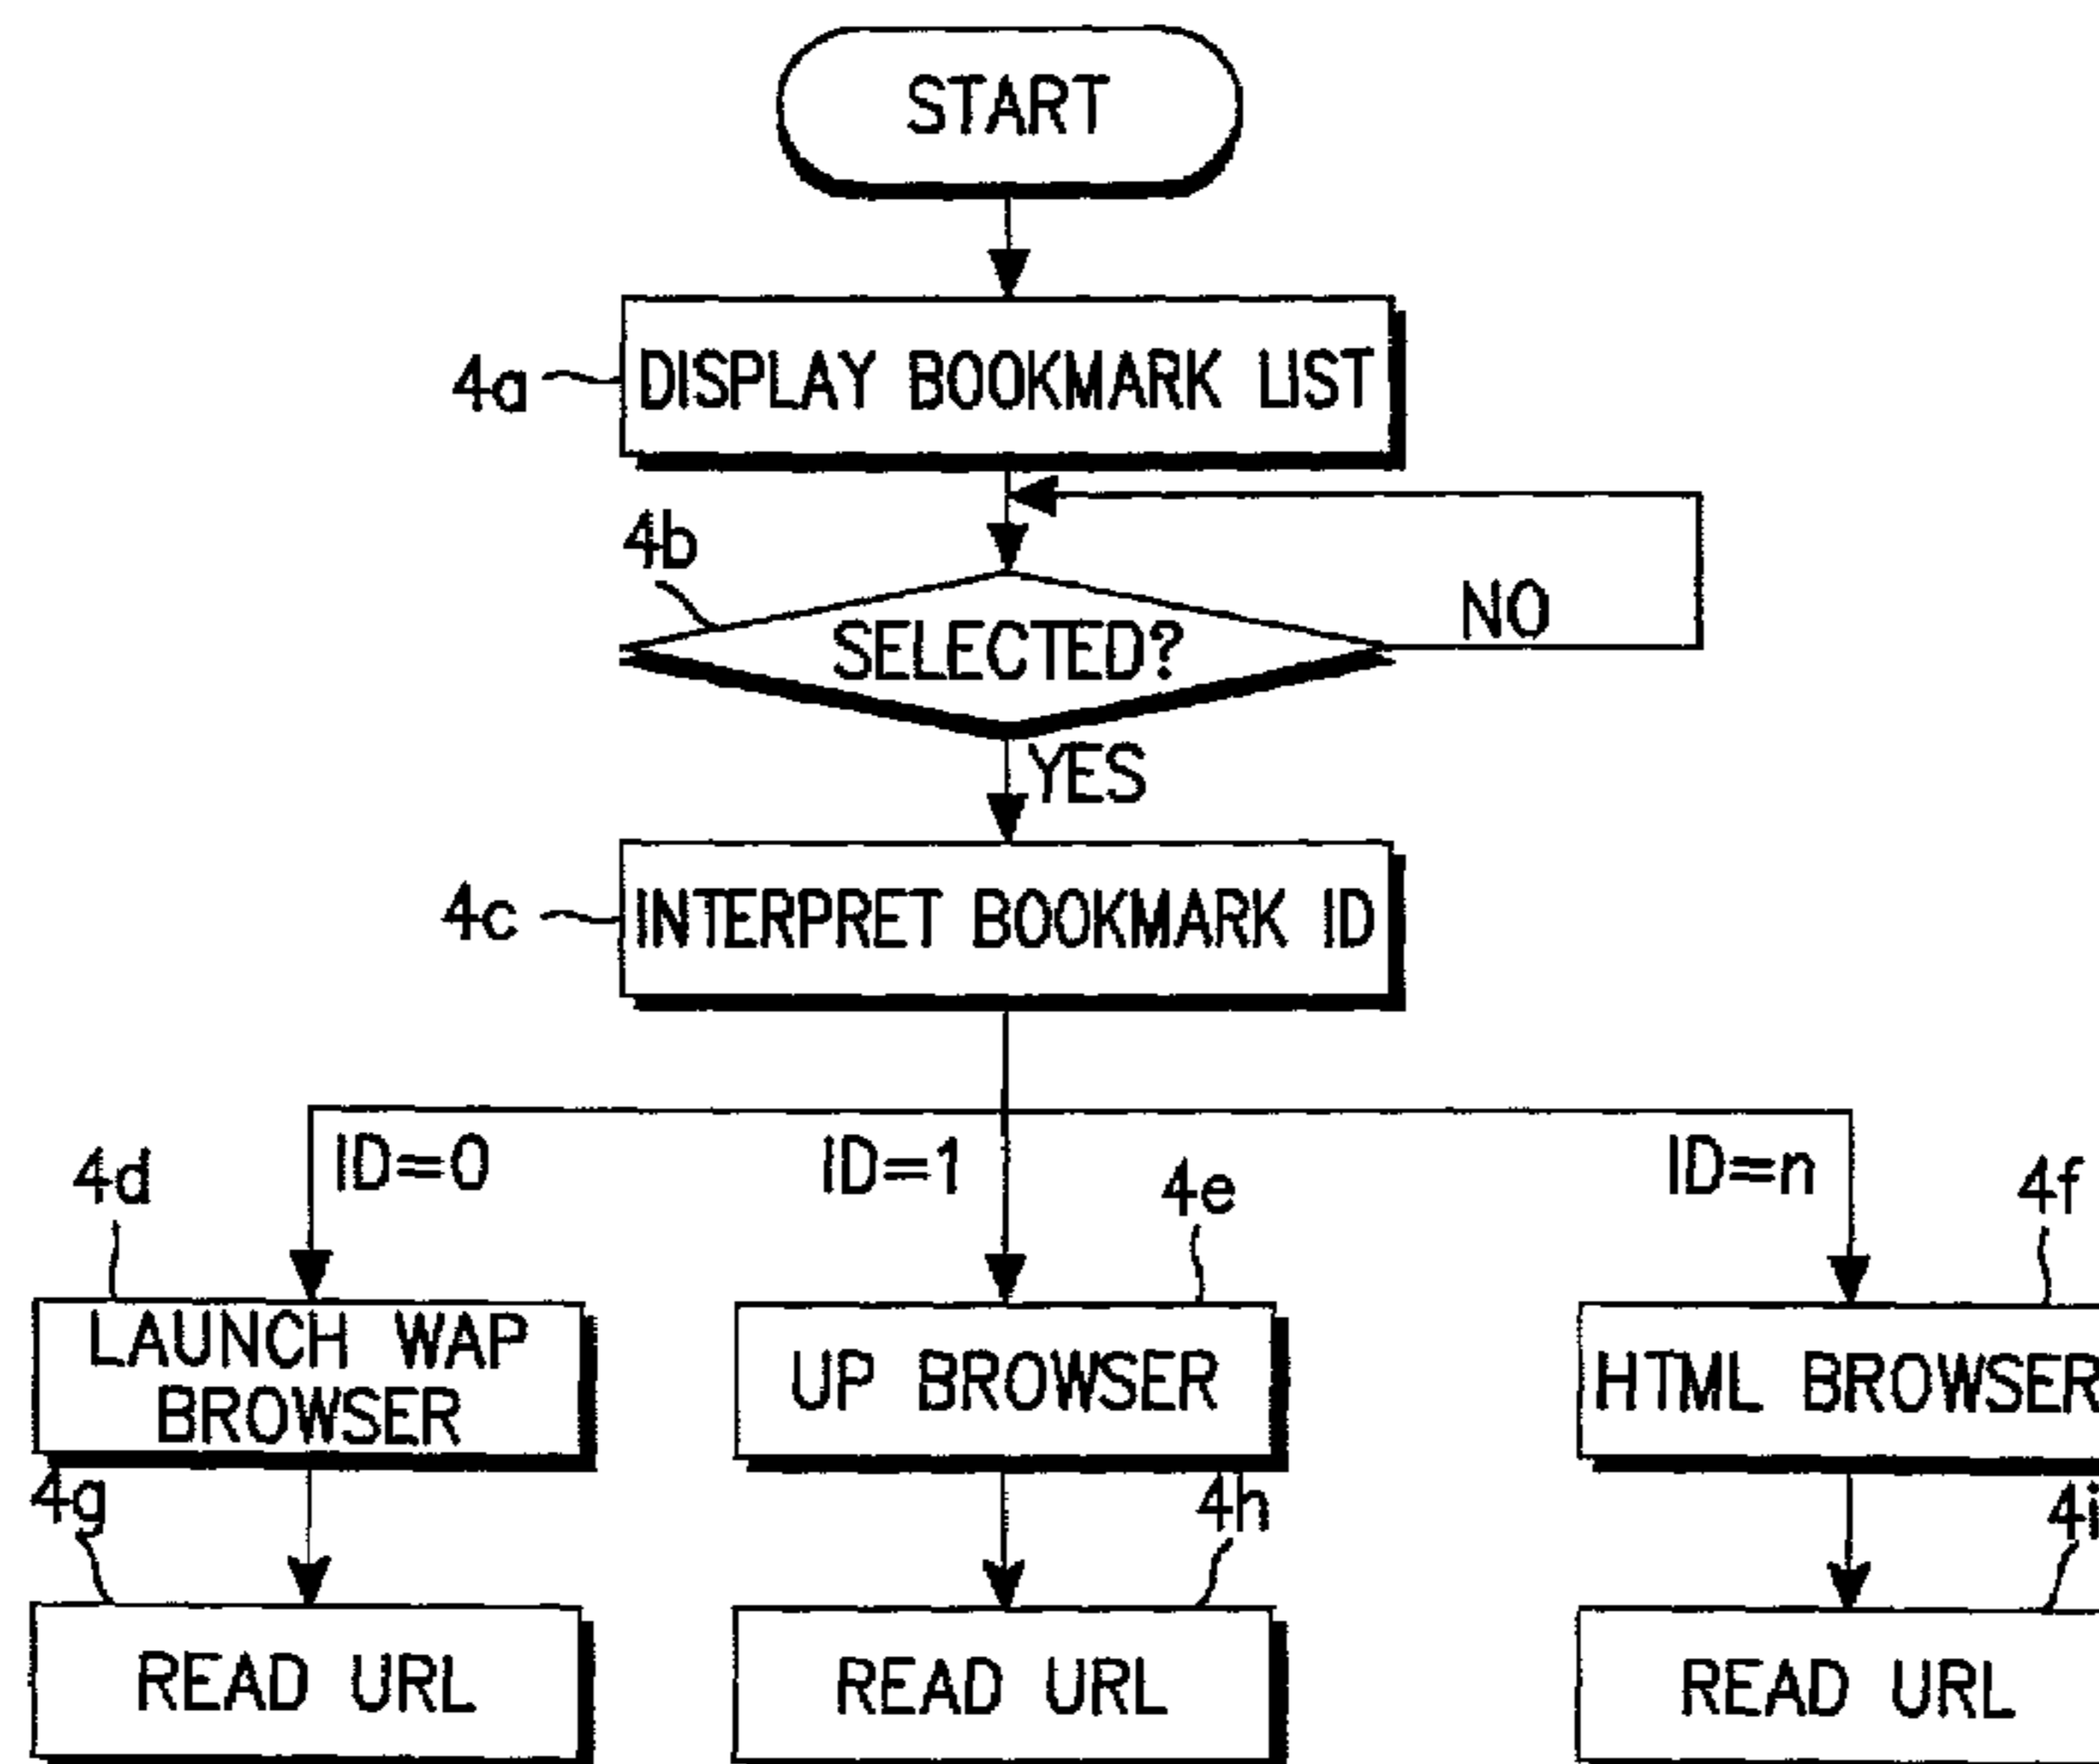 START
4a
DISPLAY BOOKMARK LIST
4b
SELECTED?
NO
YES
4c
INTERPRET BOOKMARK ID
ID=0
ID=1
ID=n
4d
4e
4f
LAUNCH WAP
BROWSER
UP BROWSER
HTML BROWSER
4g
4h
4i
READ URL
READ URL
READ URL